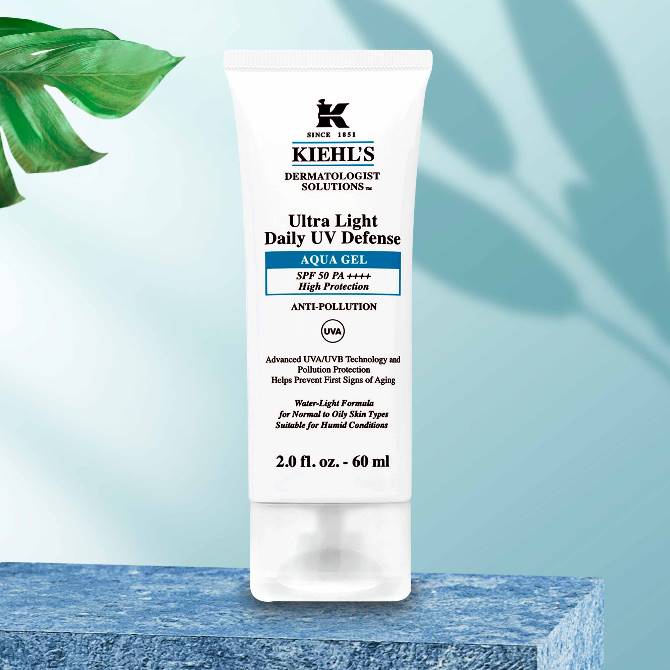 K
SINCE 1851
KIEHL'S
DERMATOLOGIST
SOLUTIONS™
Ultra Light
Daily UV Defense
AQUA GEL
SPF 50 PA ++++
High Protection
ANTI-POLLUTION
UVA
Advanced UVA/UVB Technology and
Pollution Protection
Helps Prevent First Signs of Aging
Water-Light Formula
for Normal to Oily Skin Types
Suitable for Humid Conditions
2.0 fl. oz. - 60 ml